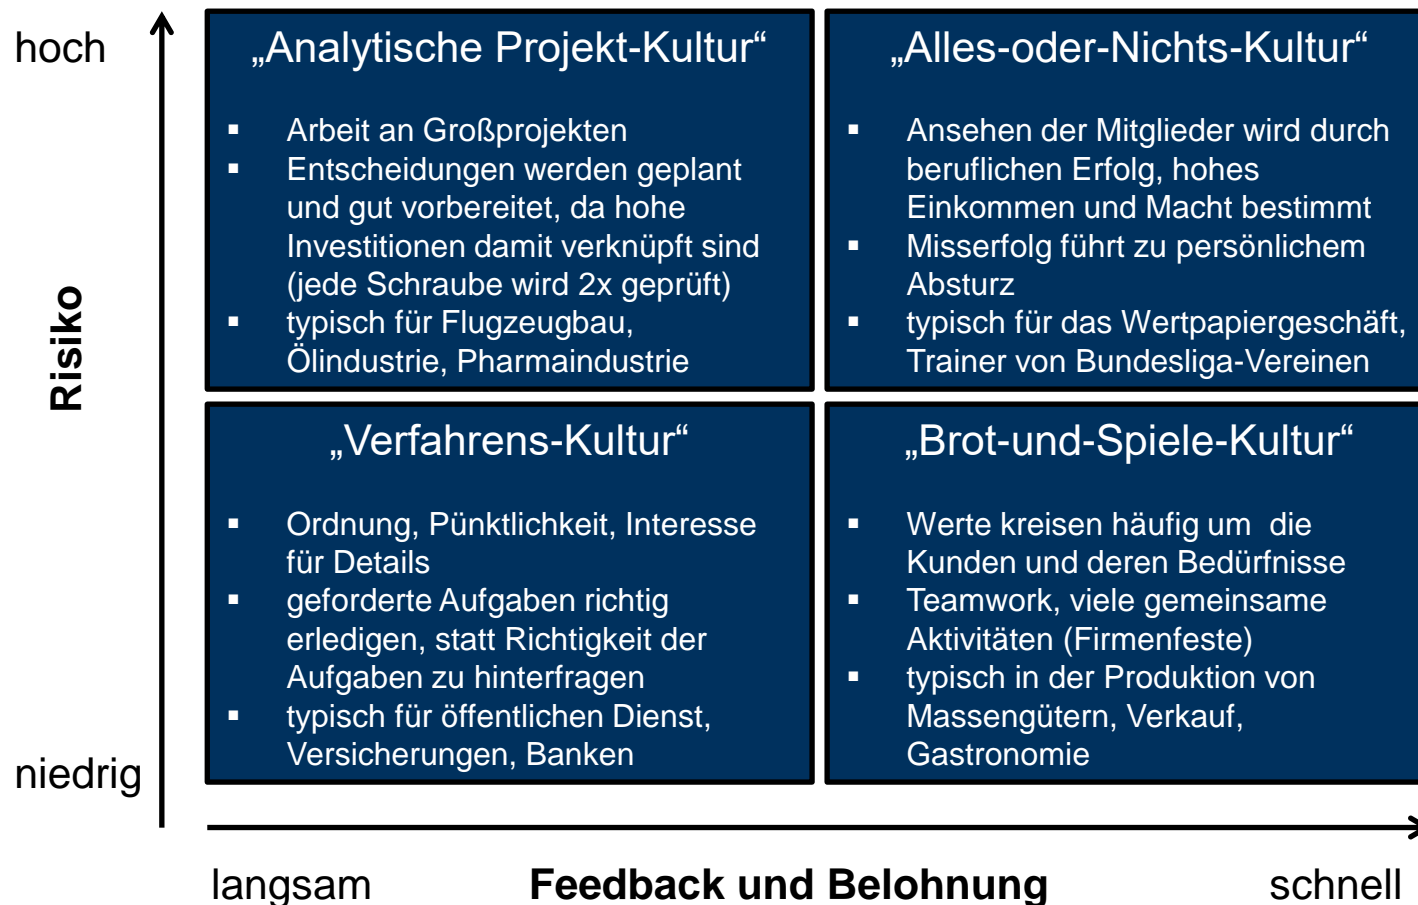 hoch
„Analytische Projekt-Kultur“
▪ Arbeit an Großprojekten
▪ Entscheidungen werden geplant
und gut vorbereitet, da hohe
Investitionen damit verknüpft sind
(jede Schraube wird 2x geprüft)
▪ typisch für Flugzeugbau,
Ölindustrie, Pharmaindustrie
„Alles-oder-Nichts-Kultur“
▪ Ansehen der Mitglieder wird durch
beruflichen Erfolg, hohes
Einkommen und Macht bestimmt
▪ Misserfolg führt zu persönlichem
Absturz
▪ typisch für das Wertpapiergeschäft,
Trainer von Bundesliga-Vereinen
Risiko
„Verfahrens-Kultur“
▪ Ordnung, Pünktlichkeit, Interesse
für Details
▪ geforderte Aufgaben richtig
erledigen, statt Richtigkeit der
Aufgaben zu hinterfragen
▪ typisch für öffentlichen Dienst,
Versicherungen, Banken
„Brot-und-Spiele-Kultur“
▪ Werte kreisen häufig um  die
Kunden und deren Bedürfnisse
▪ Teamwork, viele gemeinsame
Aktivitäten (Firmenfeste)
▪ typisch in der Produktion von
Massengütern, Verkauf,
Gastronomie
niedrig
langsam
Feedback und Belohnung
schnell